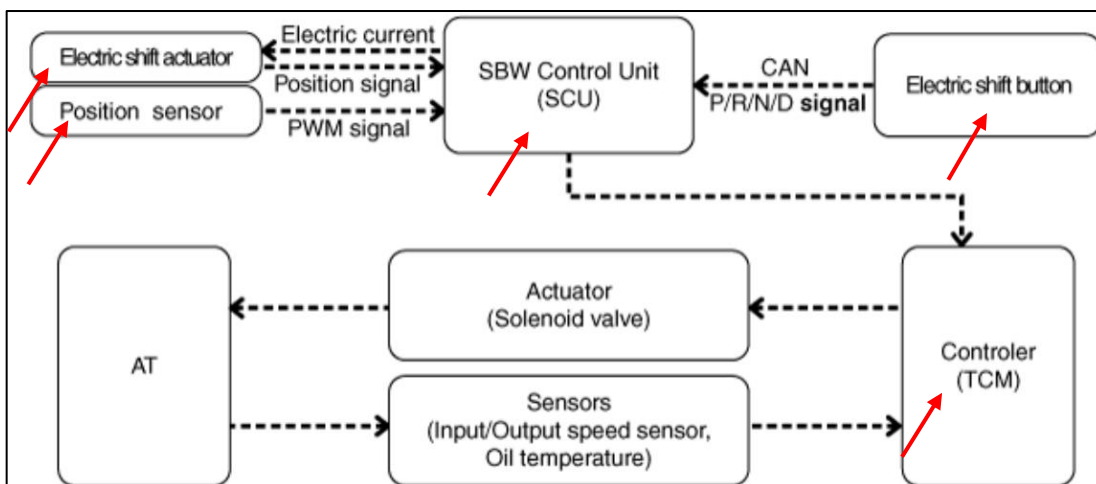 Electric shift actuator
Position sensor
Electric current
Position signal
PWM signal
SBW Control Unit
(SCU)
CAN
P/R/N/D signal
Electric shift button
AT
Actuator
(Solenoid valve)
Sensors
(Input/Output speed sensor,
Oil temperature)
Controler
(TCM)